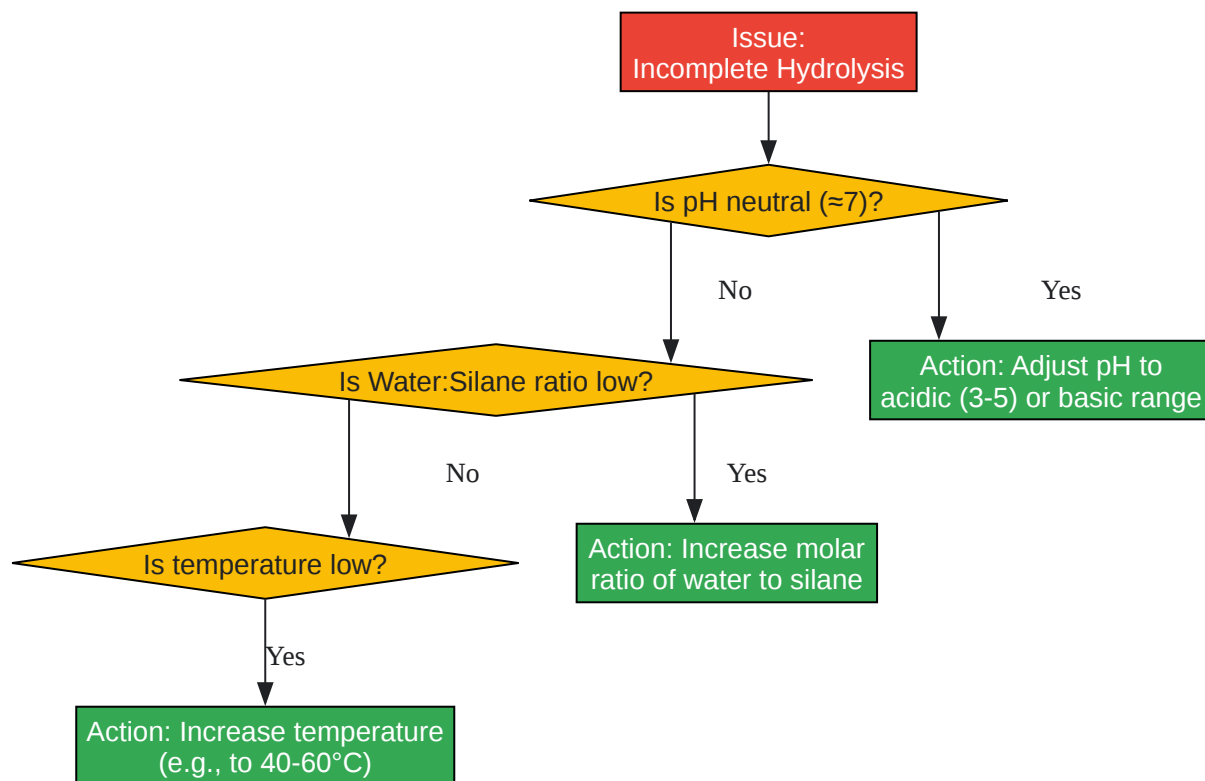 Issue:
Incomplete Hydrolysis
Is pH neutral (≈7)?
No
Yes
Action: Adjust pH to
acidic (3-5) or basic range
Is Water:Silane ratio low?
No
Yes
Action: Increase molar
ratio of water to silane
Is temperature low?
Yes
Action: Increase temperature
(e.g., to 40-60°C)